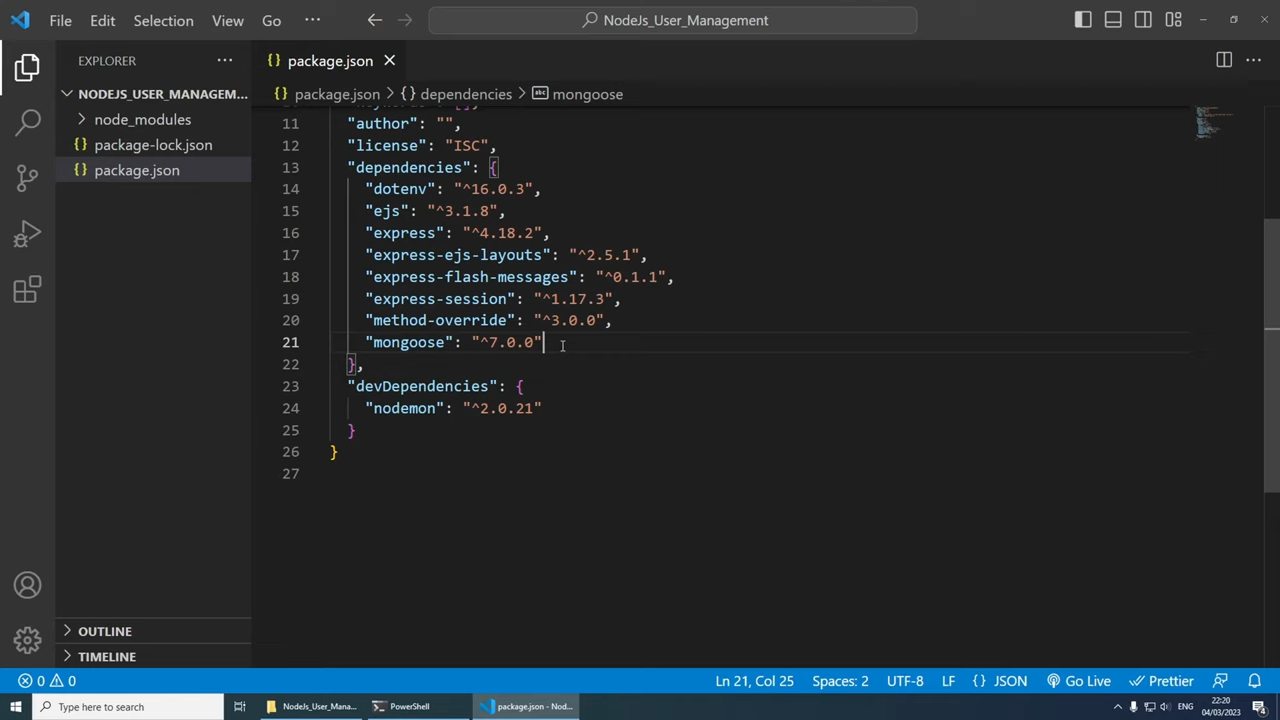 File Edit Selection View Go ··· NodeJs_User_Management
EXPLORER ···
NODEJS_USER_MANAGEM...
node_modules
package-lock.json
package.json
{} package.json
{} package.json > {} dependencies > abc mongoose
11 "author": "",
12 "license": "ISC",
13 "dependencies": {
14 "dotenv": "^16.0.3",
15 "ejs": "^3.1.8",
16 "express": "^4.18.2",
17 "express-ejs-layouts": "^2.5.1",
18 "express-flash-messages": "^0.1.1",
19 "express-session": "^1.17.3",
20 "method-override": "^3.0.0",
21 "mongoose": "^7.0.0"
22 },
23 "devDependencies": {
24 "nodemon": "^2.0.21"
25 }
26 }
27
OUTLINE
TIMELINE
0 0 Ln 21, Col 25 Spaces: 2 UTF-8 LF {} JSON Go Live Prettier
Type here to search NodeJs_User_Mana... PowerShell package.json - Nod... ENG 22:20
04/03/2023 4